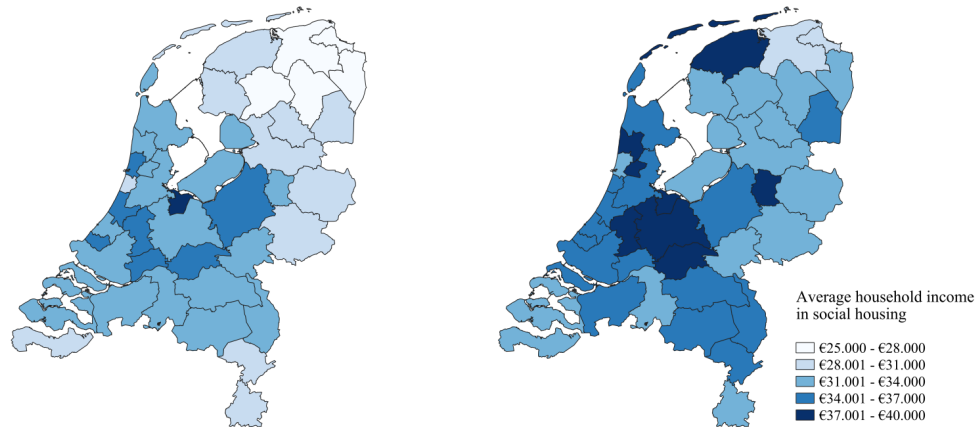 Average household income
in social housing
€25.000 - €28.000
€28.001 - €31.000
€31.001 - €34.000
€34.001 - €37.000
€37.001 - €40.000